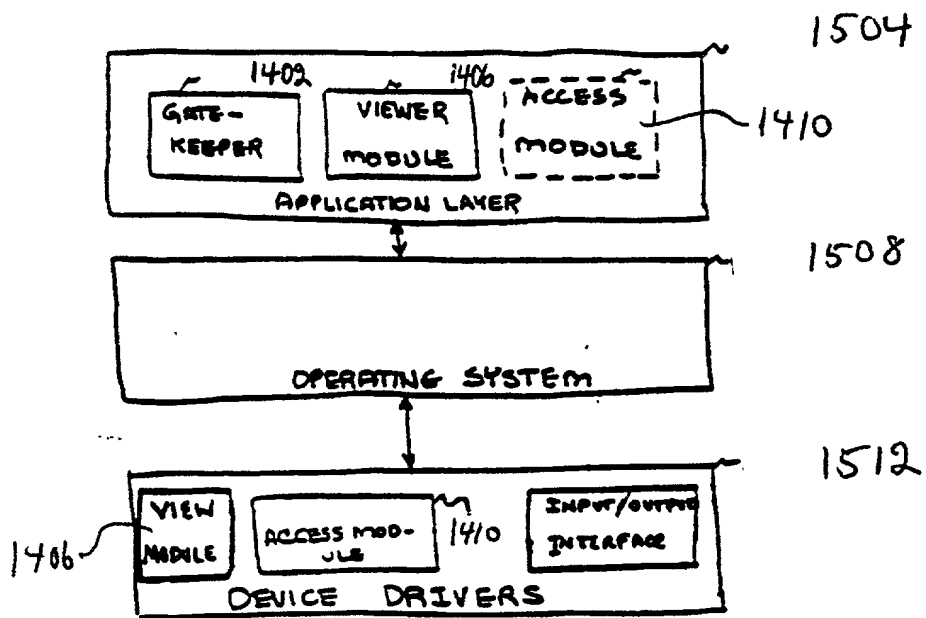 1504
1402
1406
GATE-
KEEPER
VIEWER
MODULE
ACCESS
MODULE
1410
APPLICATION LAYER
1508
OPERATING SYSTEM
1512
VIEW
MODULE
1406
ACCESS MOD-
ULE
1410
INPUT/OUTPUT
INTERFACE
DEVICE DRIVERS